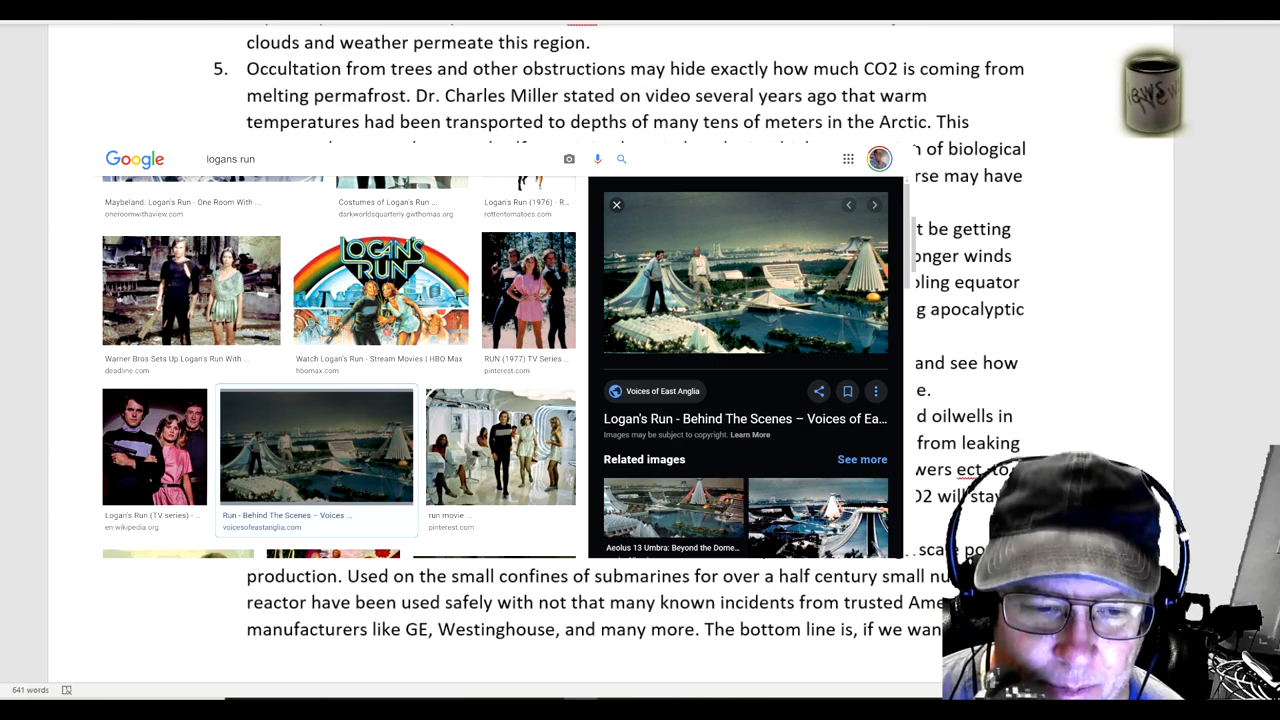 clouds and weather permeate this region.
5. Occultation from trees and other obstructions may hide exactly how much CO2 is coming from
melting permafrost. Dr. Charles Miller stated on video several years ago that warm
temperatures had been transported to depths of many tens of meters in the Arctic. This
n of biological
rse may have
t be getting
onger winds
oling equator
g apocalyptic
and see how
e.
d oilwells in
from leaking
wers ect. to
O2 will stay
scale po
production. Used on the small confines of submarines for over a half century small nu
reactor have been used safely with not that many known incidents from trusted Ame
manufacturers like GE, Westinghouse, and many more. The bottom line is, if we wan
641 words
Google
logans run
Maybeland: Logan's Run - One Room With ...
oneroomwithaview.com
Costumes of Logan's Run ...
darkworldsquarterly.gwthomas.org
Logan's Run (1976) - R...
rottentomatoes.com
LOGAN'S
RUN
Warner Bros Sets Up Logan's Run With ...
deadline.com
Watch Logan's Run - Stream Movies | HBO Max
hbomax.com
RUN (1977) TV Series ...
pinterest.com
Logan's Run (TV series) - ...
en.wikipedia.org
Run - Behind The Scenes – Voices ...
voicesofeastanglia.com
run movie ...
pinterest.com
Voices of East Anglia
Logan's Run - Behind The Scenes – Voices of Ea...
Images may be subject to copyright. Learn More
Related images
See more
Aeolus 13 Umbra: Beyond the Dome...